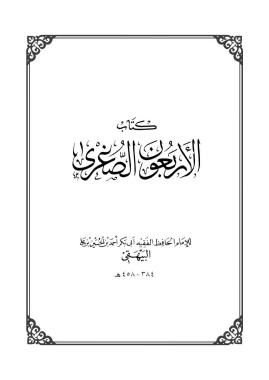 كتاب
الأربعون الصغرى
للإمام الحافظ الفقيه أبي بكر أحمد بن الحسين بن علي
البيهقي
٣٨٤ - ٤٥٨ هـ